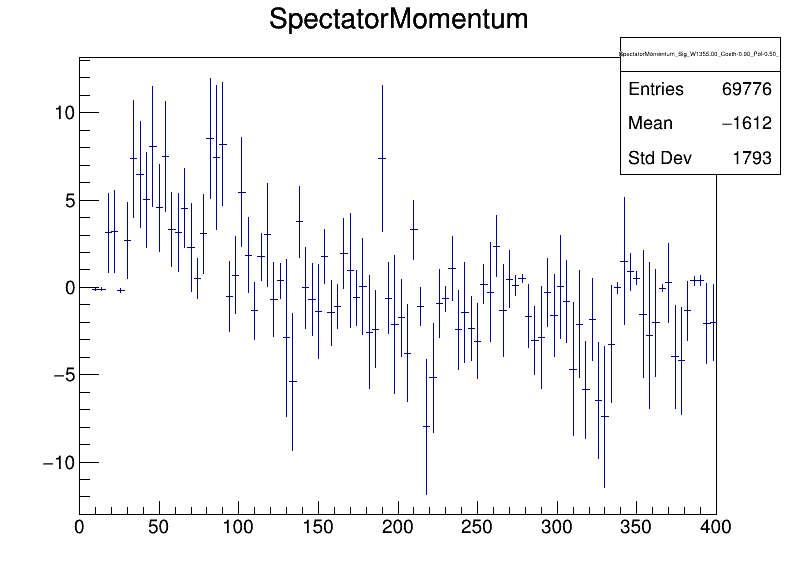 SpectatorMomentum
SpectatorMomentum_Sig_W1355.00_Costh-0.90_Pol-0.50_
Entries 69776
Mean −1612
Std Dev 1793
10
5
0
−5
−10
0 50 100 150 200 250 300 350 400